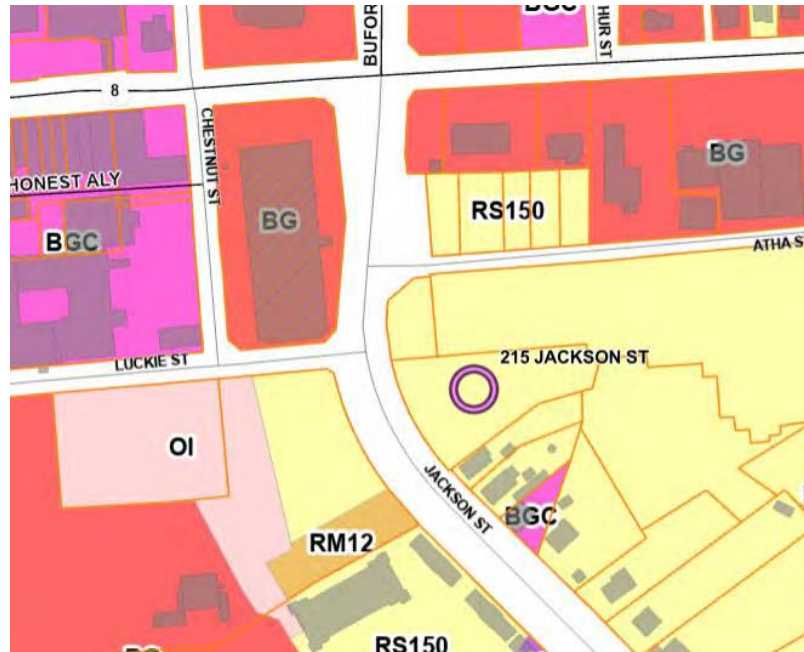 BGC
BUFOR
HUR ST
8
CHESTNUT ST
HONEST ALY
BG
BG
RS150
BGC
ATHA S
LUCKIE ST
215 JACKSON ST
OI
JACKSON ST
BGC
RM12
RS150